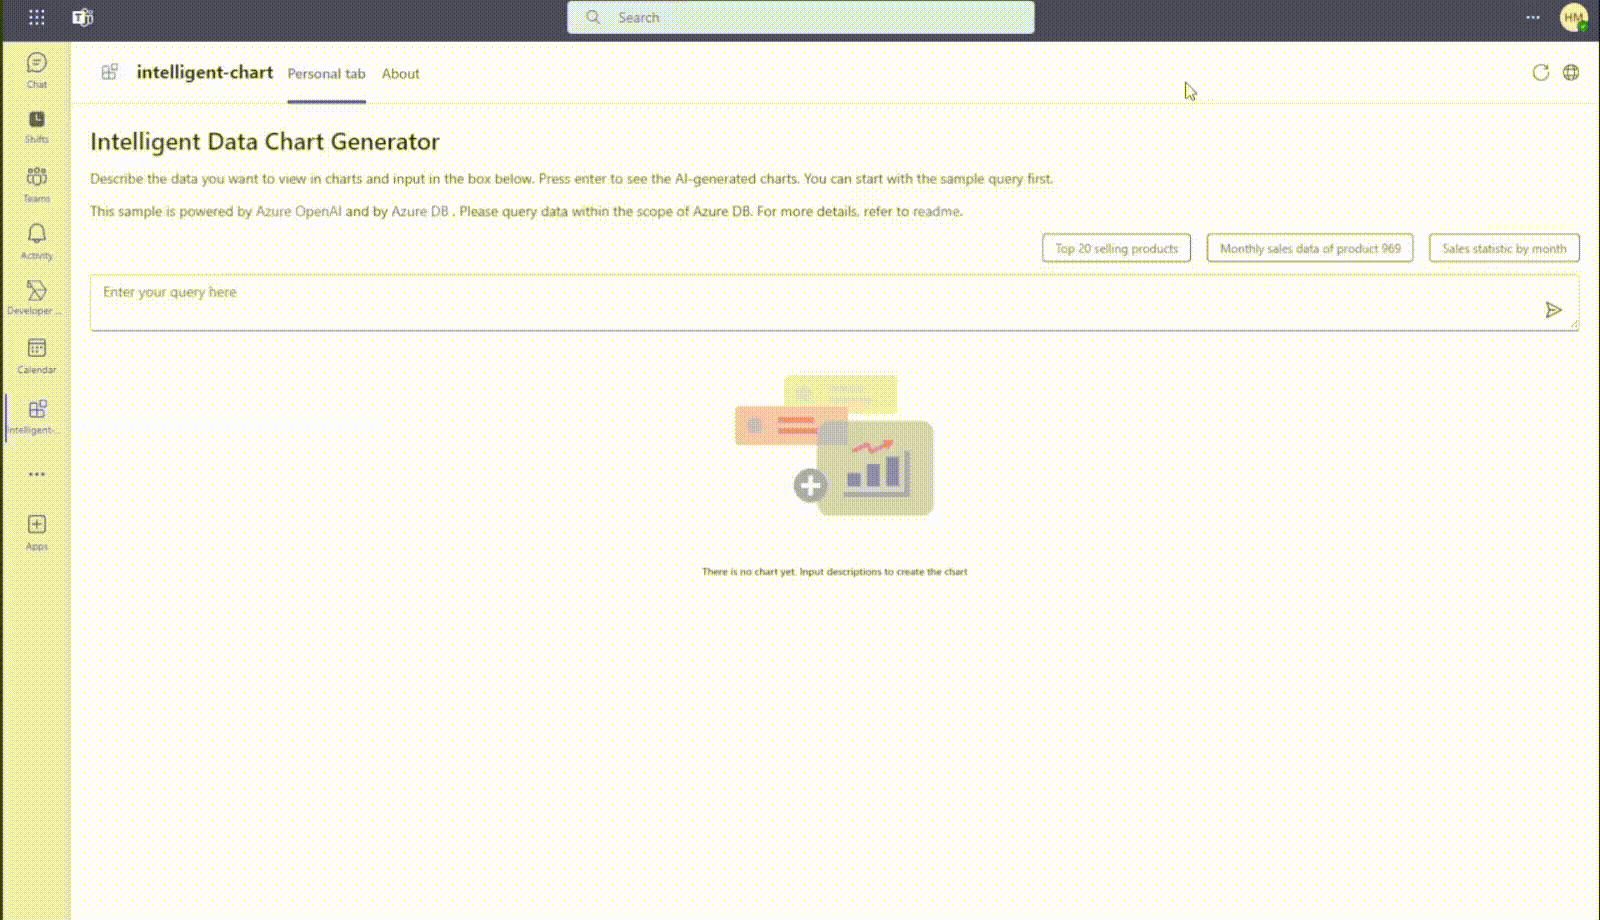 Search
HM
Chat
Shifts
Teams
Activity
Developer ...
Calendar
Intelligent-...
Apps
intelligent-chart Personal tab About
Intelligent Data Chart Generator
Describe the data you want to view in charts and input in the box below. Press enter to see the AI-generated charts. You can start with the sample query first.
This sample is powered by Azure OpenAI and by Azure DB . Please query data within the scope of Azure DB. For more details, refer to readme.
Top 20 selling products Monthly sales data of product 969 Sales statistic by month
Enter your query here
There is no chart yet. Input descriptions to create the chart